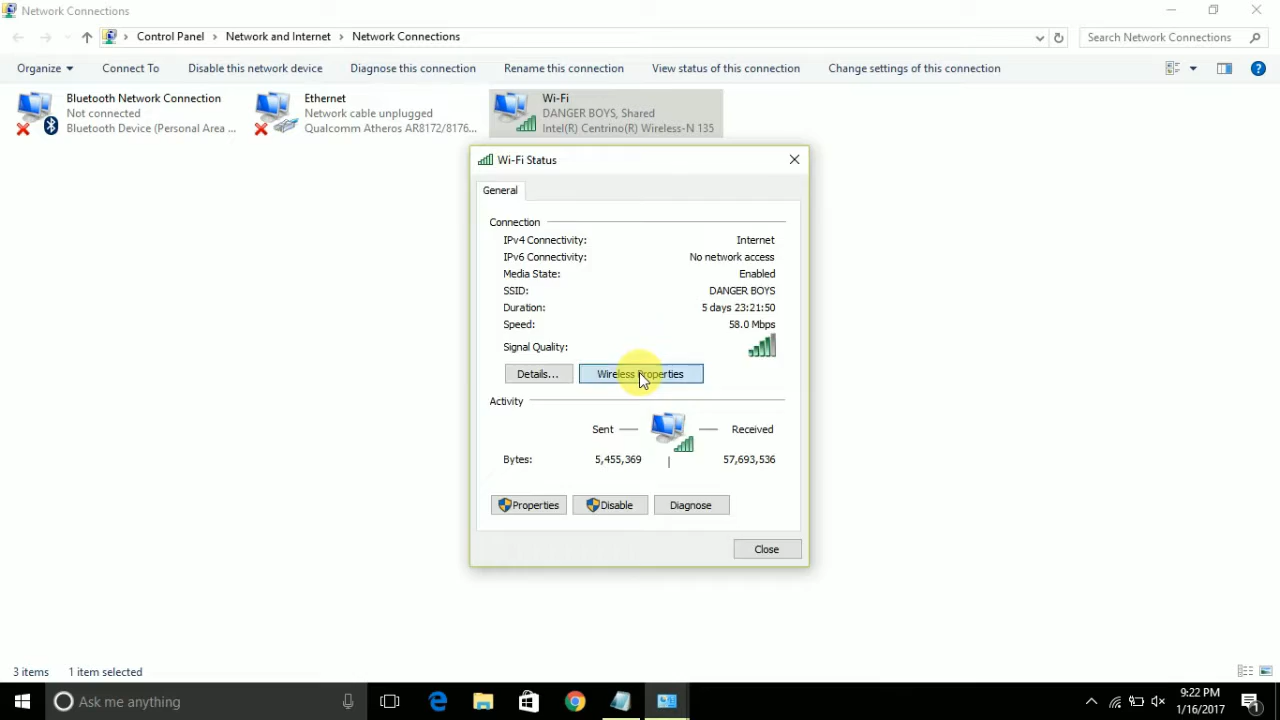 Network Connections
Control Panel > Network and Internet > Network Connections
Search Network Connections
Organize Connect To Disable this network device Diagnose this connection Rename this connection View status of this connection Change settings of this connection
Bluetooth Network Connection
Not connected
Bluetooth Device (Personal Area ...
Ethernet
Network cable unplugged
Qualcomm Atheros AR8172/8176...
Wi-Fi
DANGER BOYS, Shared
Intel(R) Centrino(R) Wireless-N 135
Wi-Fi Status
General
Connection
IPv4 Connectivity: Internet
IPv6 Connectivity: No network access
Media State: Enabled
SSID: DANGER BOYS
Duration: 5 days 23:21:50
Speed: 58.0 Mbps
Signal Quality:
Details... Wireless Properties
Activity
Sent Received
Bytes: 5,455,369 57,693,536
Properties Disable Diagnose
Close
3 items 1 item selected
Ask me anything
9:22 PM
1/16/2017
1